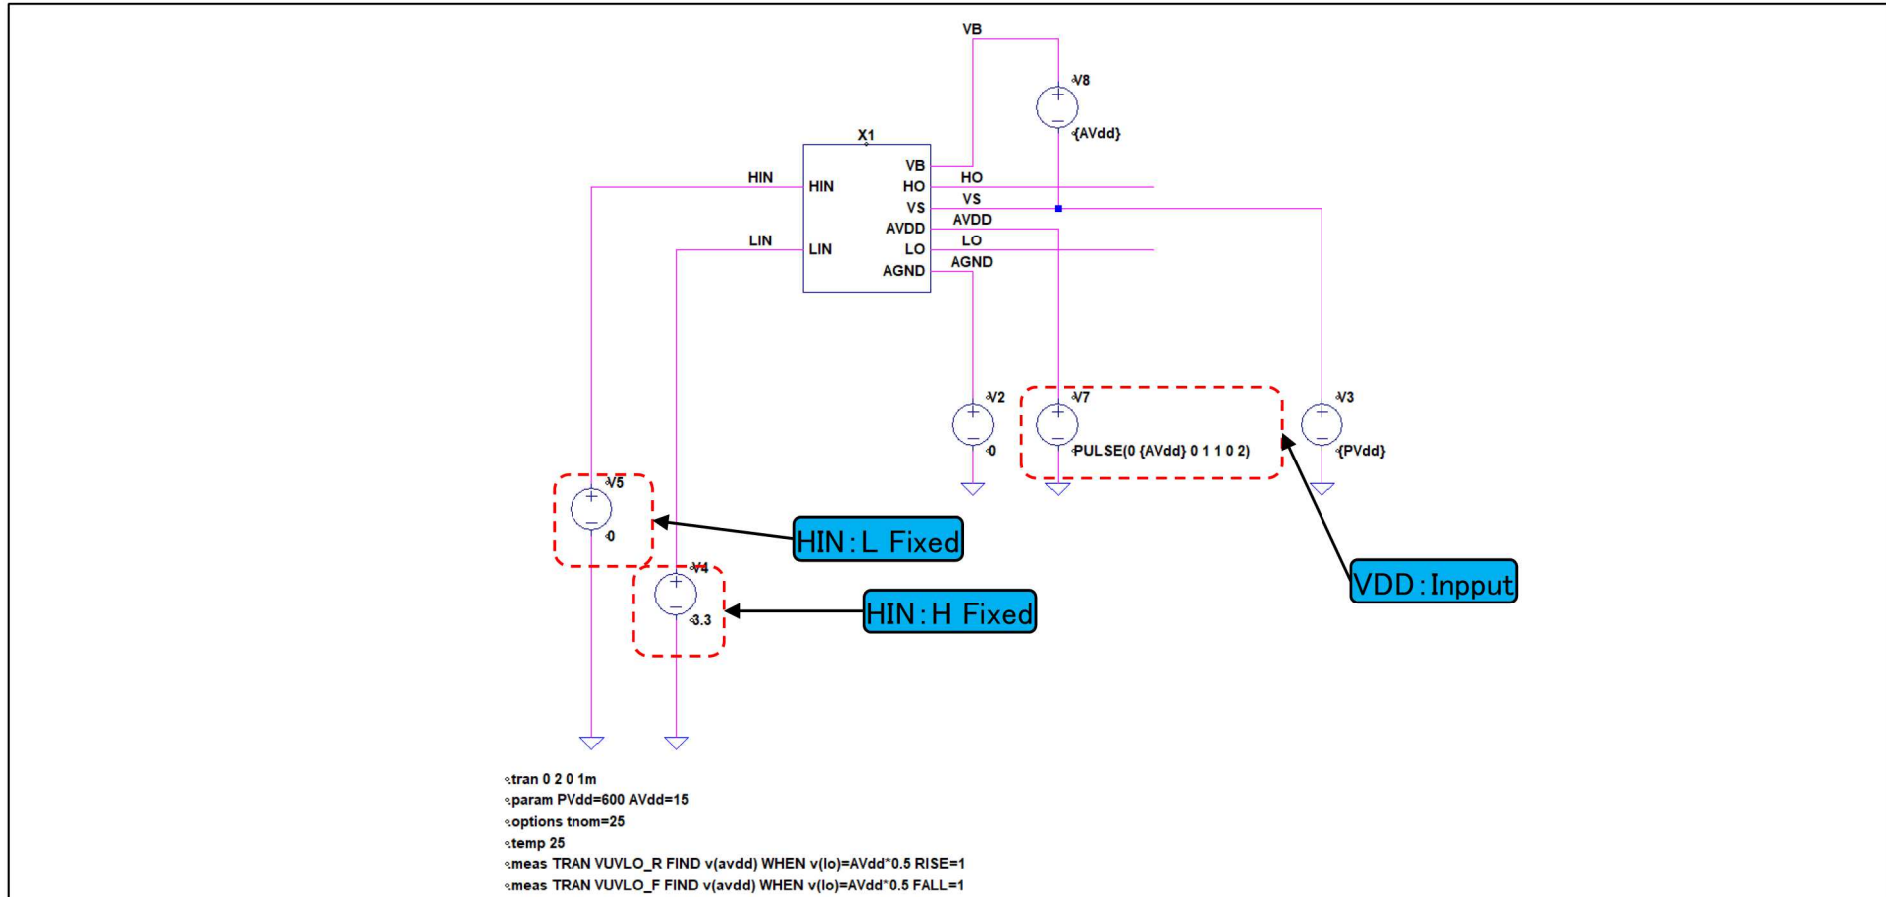 VB
V8
{AVdd}
X1
VB
HIN
HIN
HO
HO
VS
VS
AVDD
AVDD
LIN
LIN
LO
LO
AGND
AGND
V2
0
V7
PULSE(0 {AVdd} 0 1 1 0 2)
V3
{PVdd}
V5
0
HIN:L Fixed
V4
3.3
HIN:H Fixed
VDD:Inpput
.tran 0 2 0 1m
.param PVdd=600 AVdd=15
.options tnom=25
.temp 25
.meas TRAN VUVLO_R FIND v(avdd) WHEN v(lo)=AVdd*0.5 RISE=1
.meas TRAN VUVLO_F FIND v(avdd) WHEN v(lo)=AVdd*0.5 FALL=1